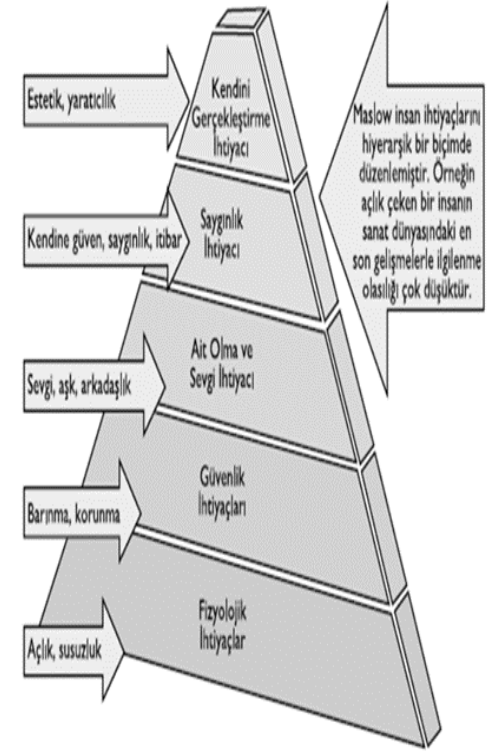 Estetik, yaratıcılık
Kendini
Gerçekleştirme
İhtiyacı
Maslow insan ihtiyaçlarını
hiyerarşik bir biçimde
düzenlemiştir. Örneğin
açlık çeken bir insanın
sanat dünyasındaki en
son gelişmelerle ilgilenme
olasılığı çok düşüktür.
Kendine güven, saygınlık, itibar
Saygınlık
İhtiyacı
Sevgi, aşk, arkadaşlık
Ait Olma ve
Sevgi İhtiyacı
Barınma, korunma
Güvenlik
İhtiyaçları
Açlık, susuzluk
Fizyolojik
İhtiyaçlar